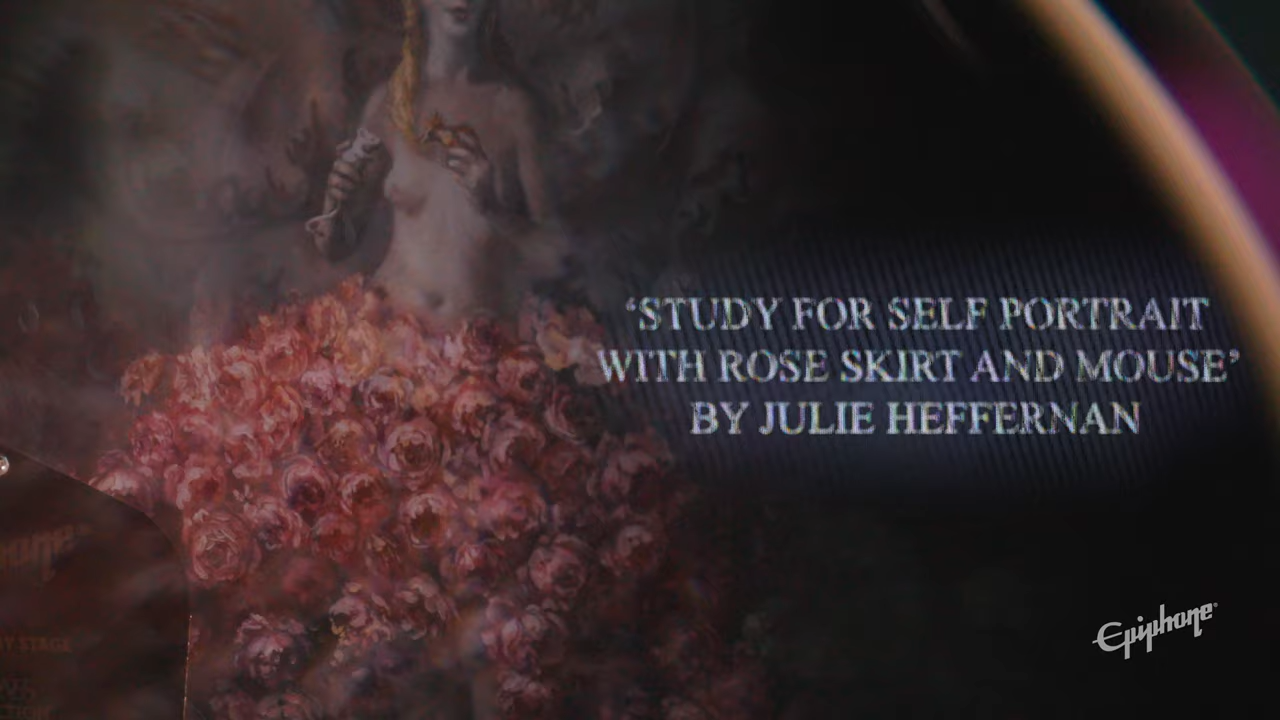 ‘STUDY FOR SELF PORTRAIT
WITH ROSE SKIRT AND MOUSE’
BY JULIE HEFFERNAN
Epiphone